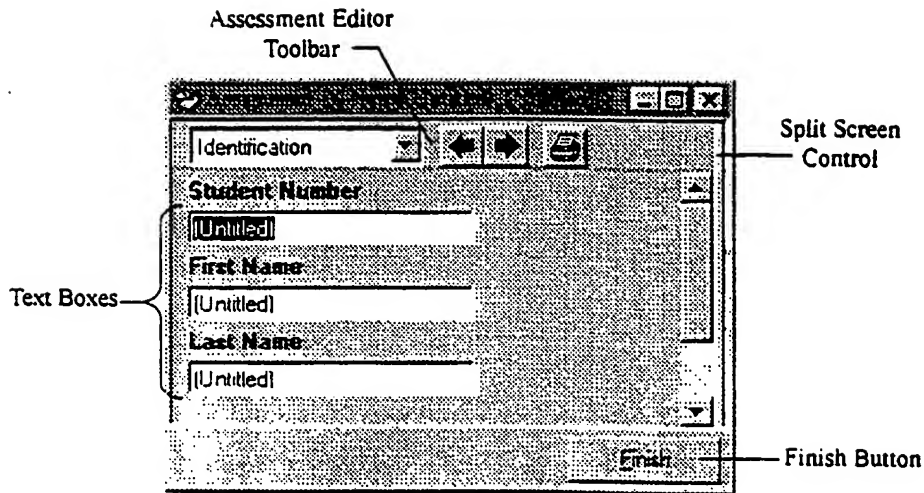 Assessment Editor
Toolbar
Identification
Split Screen
Control
Student Number
[Untitled]
First Name
[Untitled]
Text Boxes
Last Name
[Untitled]
Finish
Finish Button